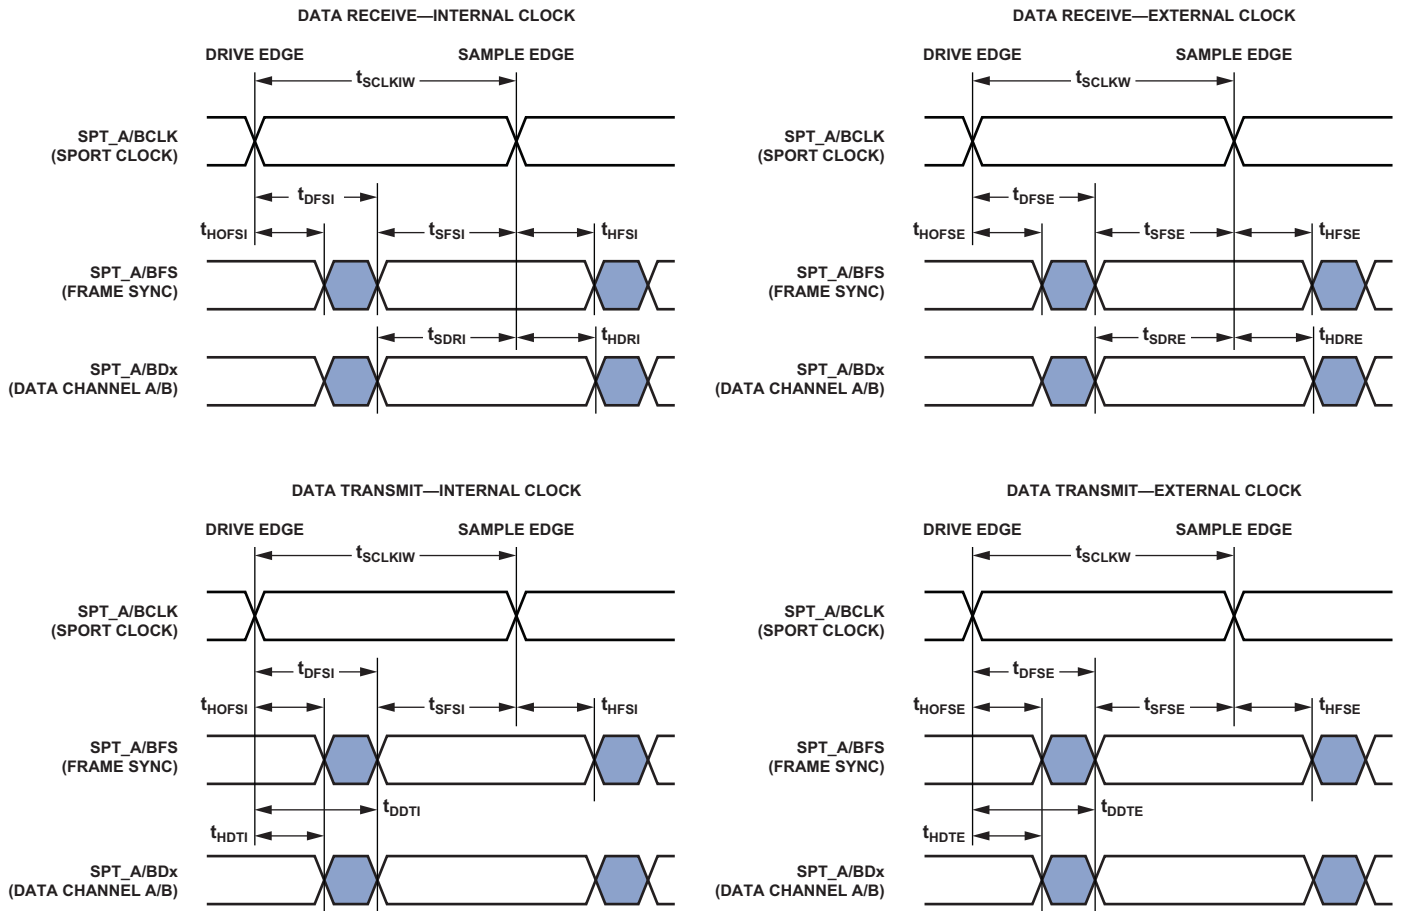 DATA RECEIVE—INTERNAL CLOCK
DRIVE EDGE SAMPLE EDGE
tSCLKIW
SPT_A/BCLK
(SPORT CLOCK)
tDFSI
tHOFSI tSFSI tHFSI
SPT_A/BFS
(FRAME SYNC)
tSDRI tHDRI
SPT_A/BDx
(DATA CHANNEL A/B)
DATA RECEIVE—EXTERNAL CLOCK
DRIVE EDGE SAMPLE EDGE
tSCLKW
SPT_A/BCLK
(SPORT CLOCK)
tDFSE
tHOFSE tSFSE tHFSE
SPT_A/BFS
(FRAME SYNC)
tSDRE tHDRE
SPT_A/BDx
(DATA CHANNEL A/B)
DATA TRANSMIT—INTERNAL CLOCK
DRIVE EDGE SAMPLE EDGE
tSCLKIW
SPT_A/BCLK
(SPORT CLOCK)
tDFSI
tHOFSI tSFSI tHFSI
SPT_A/BFS
(FRAME SYNC)
tDDTI
tHDTI
SPT_A/BDx
(DATA CHANNEL A/B)
DATA TRANSMIT—EXTERNAL CLOCK
DRIVE EDGE SAMPLE EDGE
tSCLKW
SPT_A/BCLK
(SPORT CLOCK)
tDFSE
tHOFSE tSFSE tHFSE
SPT_A/BFS
(FRAME SYNC)
tDDTE
tHDTE
SPT_A/BDx
(DATA CHANNEL A/B)